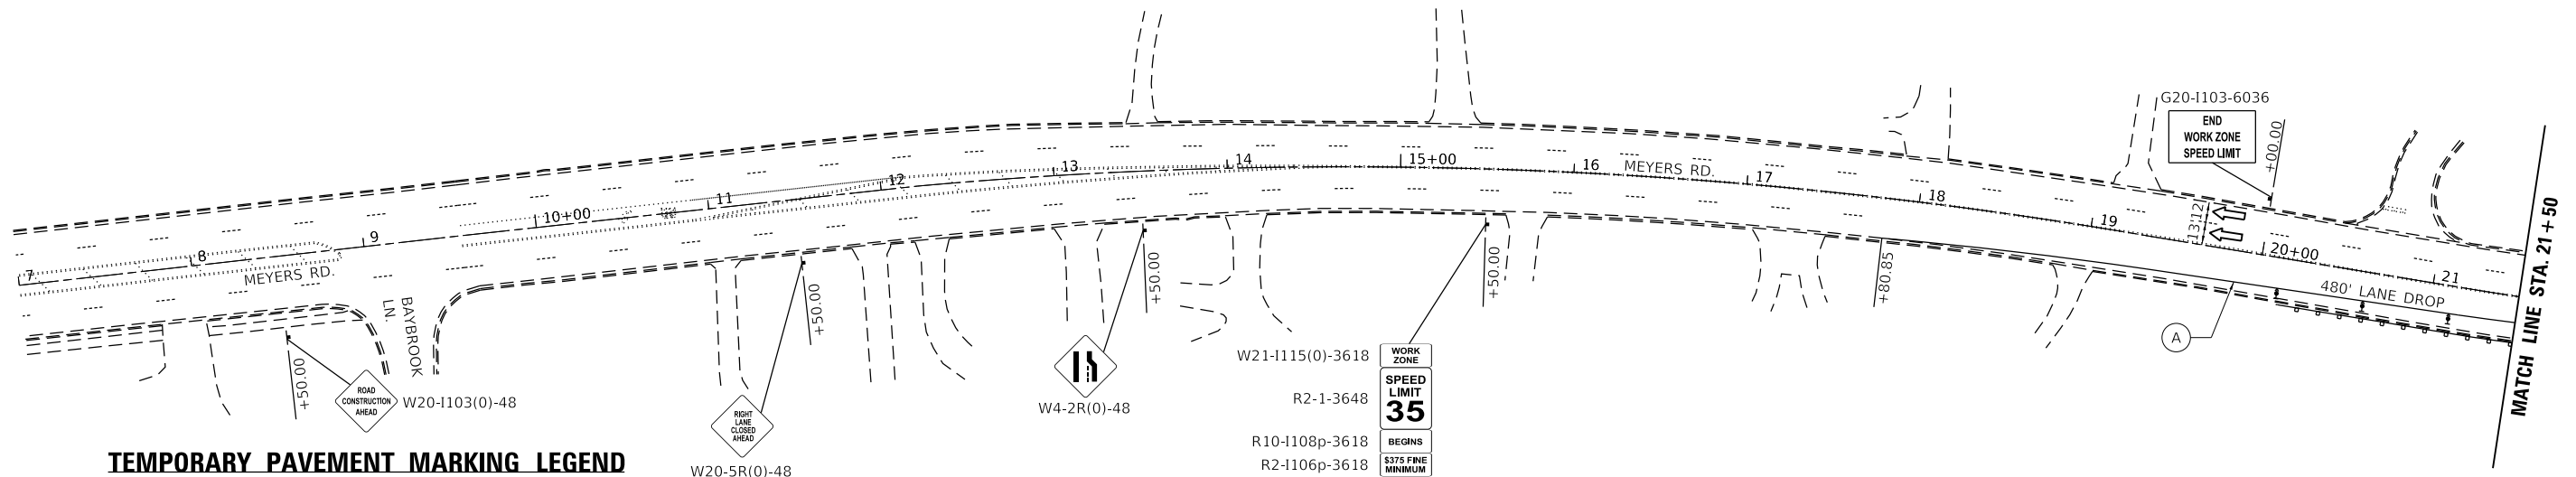 G20-I103-6036
END
WORK ZONE
SPEED LIMIT
+00.00
7
8
9
10+00
11
12
13
14
15+00
16
17
18
19
20+00
21
MEYERS RD.
MEYERS RD.
13'
12'
480' LANE DROP
MATCH LINE STA. 21+50
BAYBROOK
LN.
+50.00
+50.00
+50.00
+50.00
+80.85
A
ROAD
CONSTRUCTION
AHEAD
W20-I103(0)-48
RIGHT
LANE
CLOSED
AHEAD
W20-5R(0)-48
W4-2R(0)-48
W21-I115(0)-3618
WORK
ZONE
R2-1-3648
SPEED
LIMIT
35
R10-I108p-3618
BEGINS
R2-I106p-3618
$375 FINE
MINIMUM
TEMPORARY PAVEMENT MARKING LEGEND